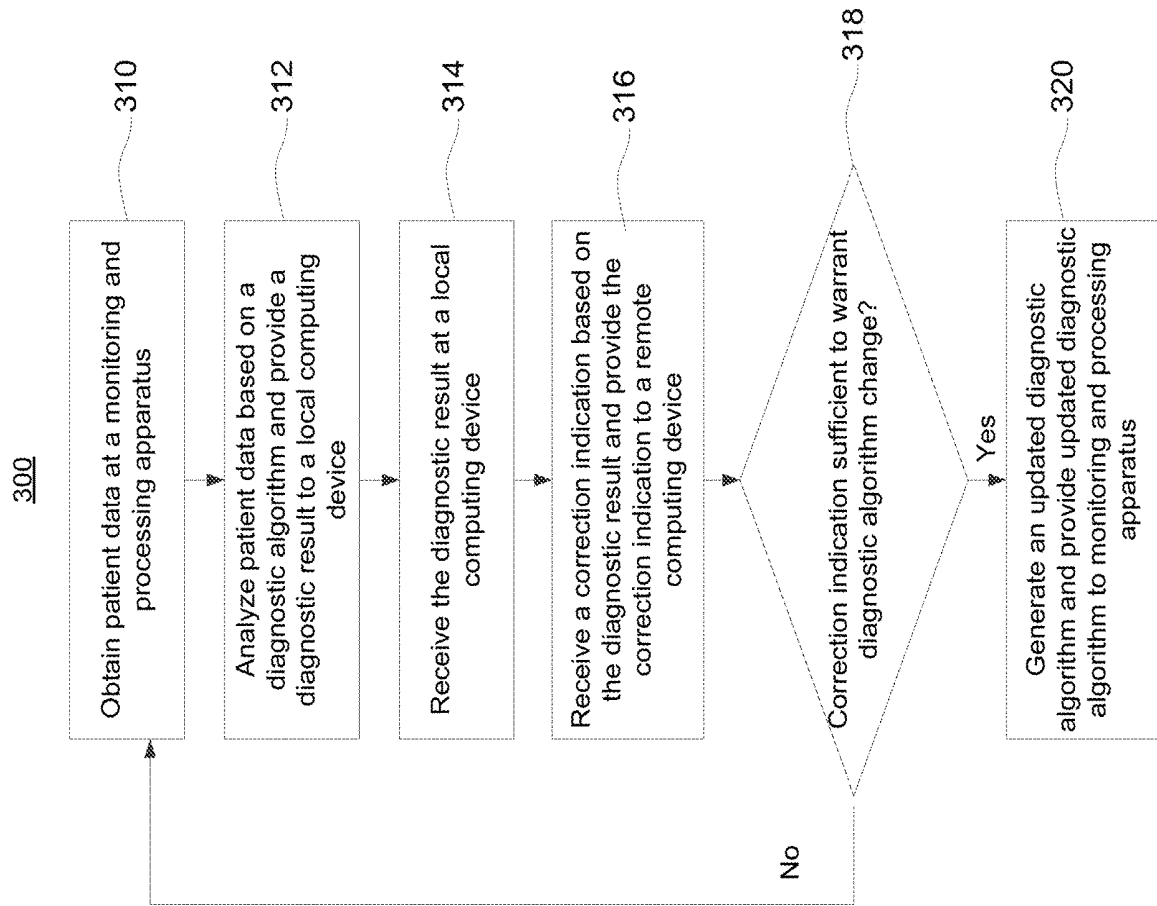 300
Obtain patient data at a monitoring and
processing apparatus
310
Analyze patient data based on a
diagnostic algorithm and provide a
diagnostic result to a local computing
device
312
Receive the diagnostic result at a local
computing device
314
Receive a correction indication based on
the diagnostic result and provide the
correction indication to a remote
computing device
316
Correction indication sufficient to warrant
diagnostic algorithm change?
318
No
Yes
Generate an updated diagnostic
algorithm and provide updated diagnostic
algorithm to monitoring and processing
apparatus
320